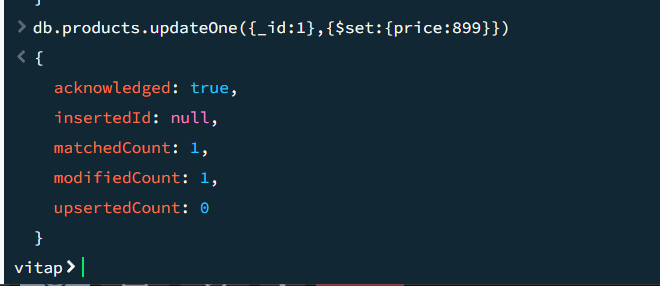 }
> db.products.updateOne({_id:1},{$set:{price:899}})
< {
acknowledged: true,
insertedId: null,
matchedCount: 1,
modifiedCount: 1,
upsertedCount: 0
}
vitap>